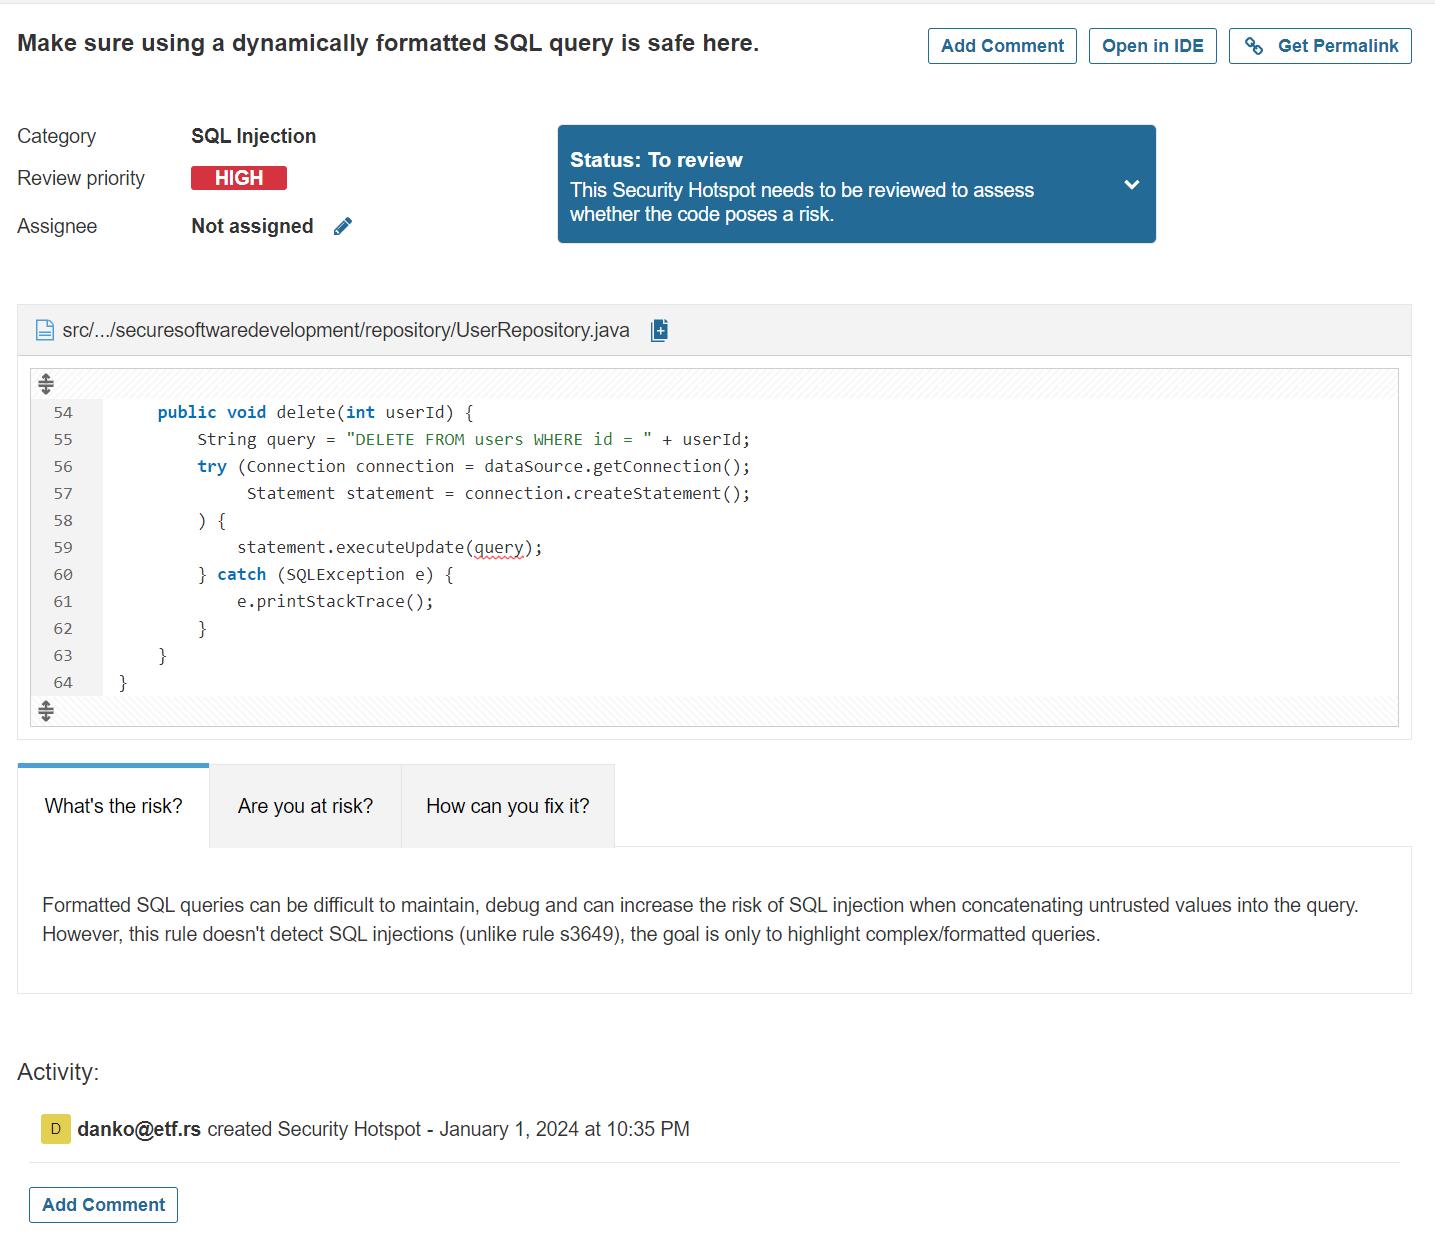 Make sure using a dynamically formatted SQL query is safe here.
Add Comment
Open in IDE
Get Permalink
Category SQL Injection
Review priority HIGH
Assignee Not assigned
Status: To review
This Security Hotspot needs to be reviewed to assess
whether the code poses a risk.
src/.../securesoftwaredevelopment/repository/UserRepository.java
54 public void delete(int userId) {
55 String query = "DELETE FROM users WHERE id = " + userId;
56 try (Connection connection = dataSource.getConnection();
57 Statement statement = connection.createStatement();
58 ) {
59 statement.executeUpdate(query);
60 } catch (SQLException e) {
61 e.printStackTrace();
62 }
63 }
64 }
What's the risk?
Are you at risk?
How can you fix it?
Formatted SQL queries can be difficult to maintain, debug and can increase the risk of SQL injection when concatenating untrusted values into the query.
However, this rule doesn't detect SQL injections (unlike rule s3649), the goal is only to highlight complex/formatted queries.
Activity:
D danko@etf.rs created Security Hotspot - January 1, 2024 at 10:35 PM
Add Comment